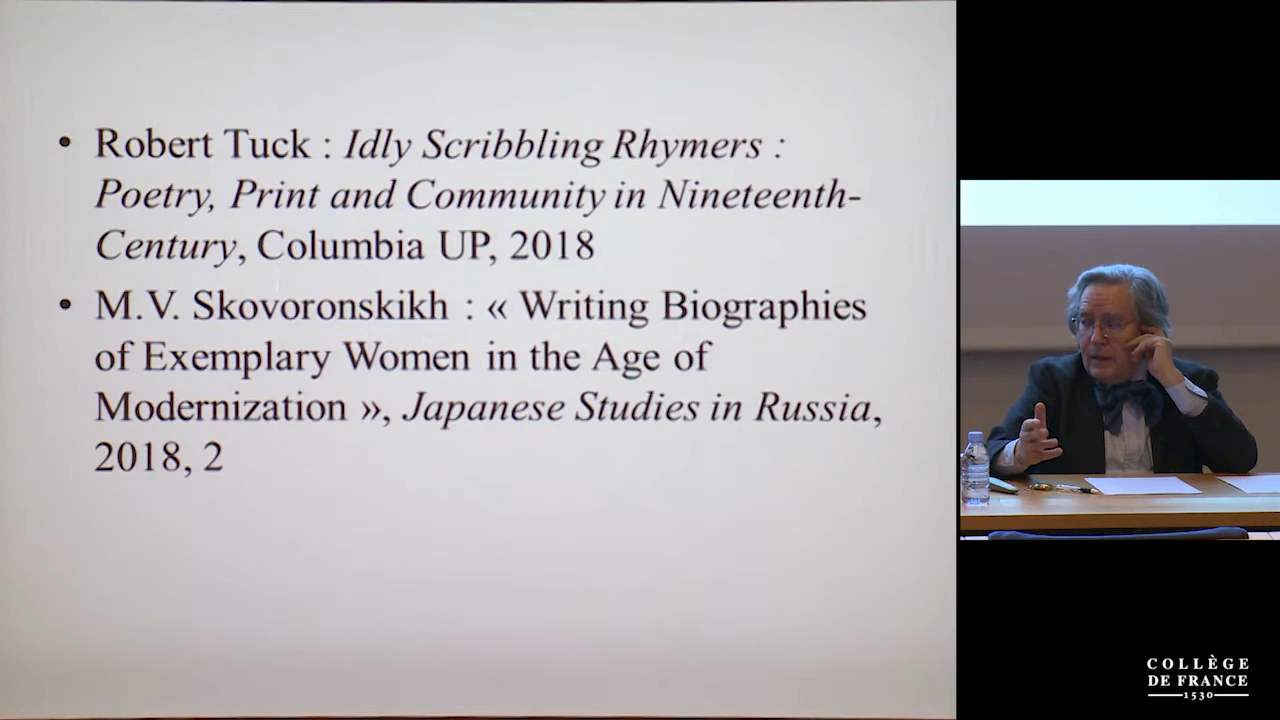 • Robert Tuck : Idly Scribbling Rhymers :
Poetry, Print and Community in Nineteenth-
Century, Columbia UP, 2018
• M.V. Skovoronskikh : « Writing Biographies
of Exemplary Women in the Age of
Modernization », Japanese Studies in Russia,
2018, 2
COLLÈGE
DE FRANCE
1530